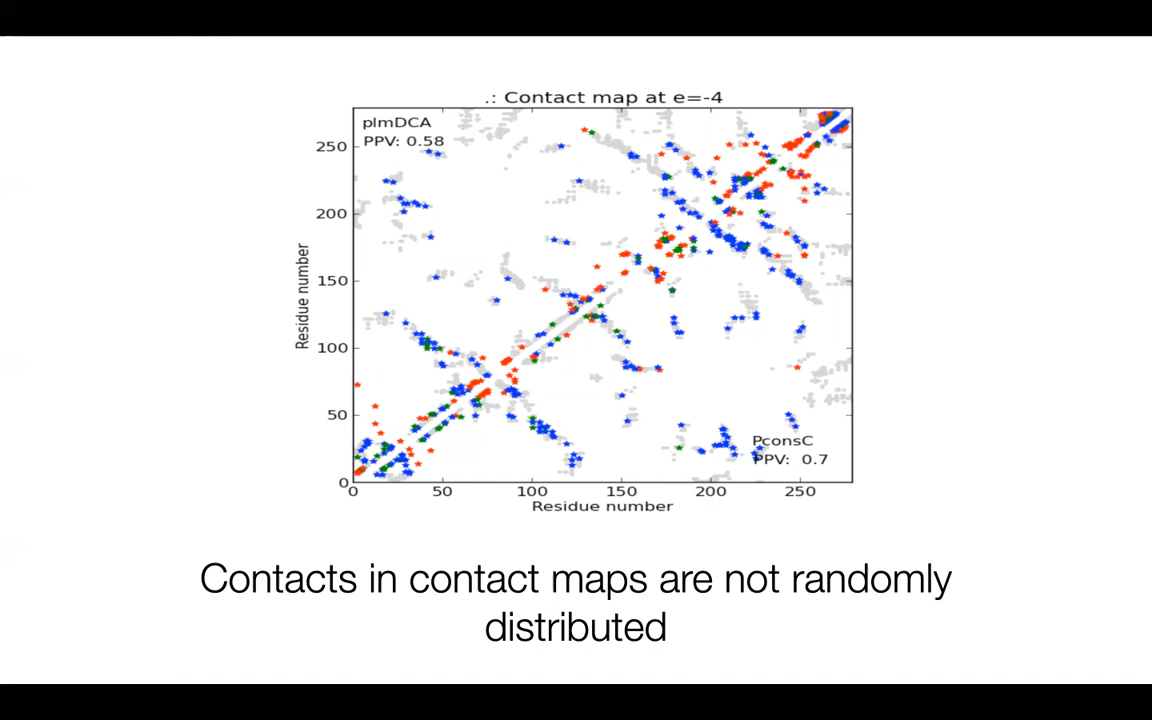 .: Contact map at e=-4
plmDCA
PPV: 0.58
250
200
150
100
50
0
Residue number
PconsC
PPV: 0.7
0 50 100 150 200 250
Residue number
Contacts in contact maps are not randomly
distributed